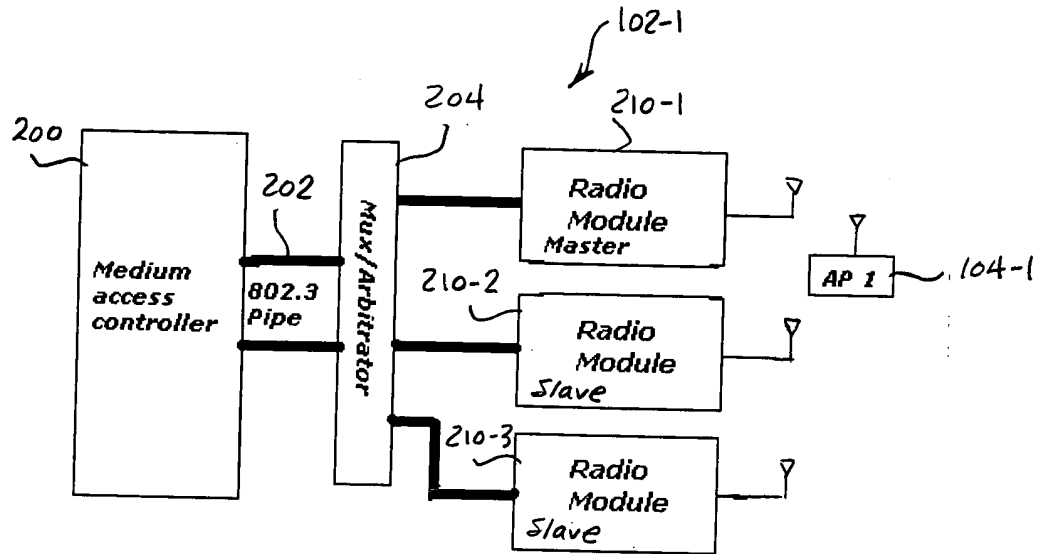 102-1
200
204
210-1
202
Radio
Module
Master
Mux/Arbitrator
Medium
access
controller
802.3
Pipe
210-2
AP 1
104-1
Radio
Module
Slave
210-3
Radio
Module
Slave